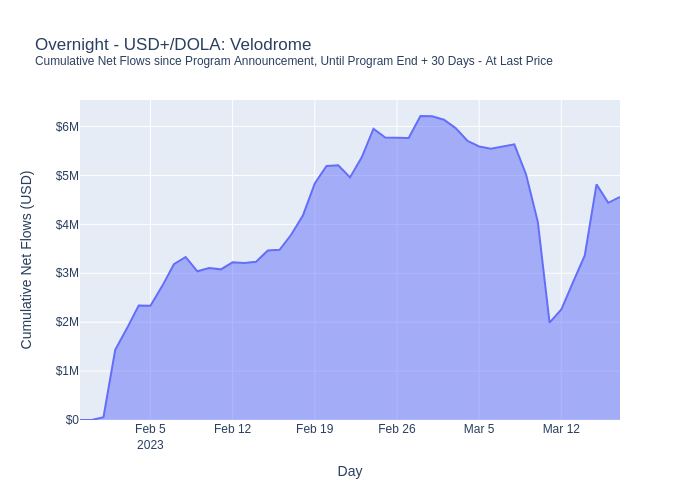 Overnight - USD+/DOLA: Velodrome
Cumulative Net Flows since Program Announcement, Until Program End + 30 Days - At Last Price
Cumulative Net Flows (USD)
$6M
$5M
$4M
$3M
$2M
$1M
$0
Feb 5
2023
Feb 12
Feb 19
Feb 26
Mar 5
Mar 12
Day